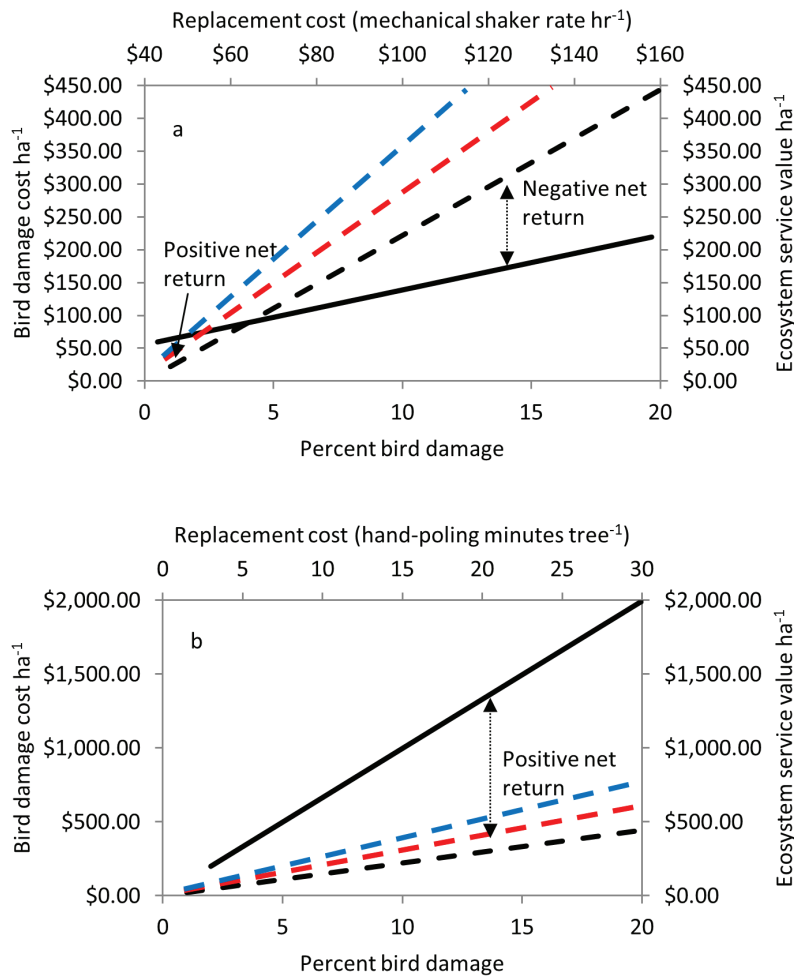 Replacement cost (mechanical shaker rate hr-1)
$40 $60 $80 $100 $120 $140 $160
$450.00 $450.00
$400.00 $400.00
$350.00 $350.00
$300.00 $300.00
$250.00 $250.00
$200.00 $200.00
$150.00 $150.00
$100.00 $100.00
$50.00 $50.00
$0.00 $0.00
Bird damage cost ha-1
Ecosystem service value ha-1
a
Negative net
return
Positive net
return
0 5 10 15 20
Percent bird damage
Replacement cost (hand-poling minutes tree-1)
0 5 10 15 20 25 30
$2,000.00 $2,000.00
$1,500.00 $1,500.00
$1,000.00 $1,000.00
$500.00 $500.00
$0.00 $0.00
Bird damage cost ha-1
Ecosystem service value ha-1
b
Positive net
return
0 5 10 15 20
Percent bird damage